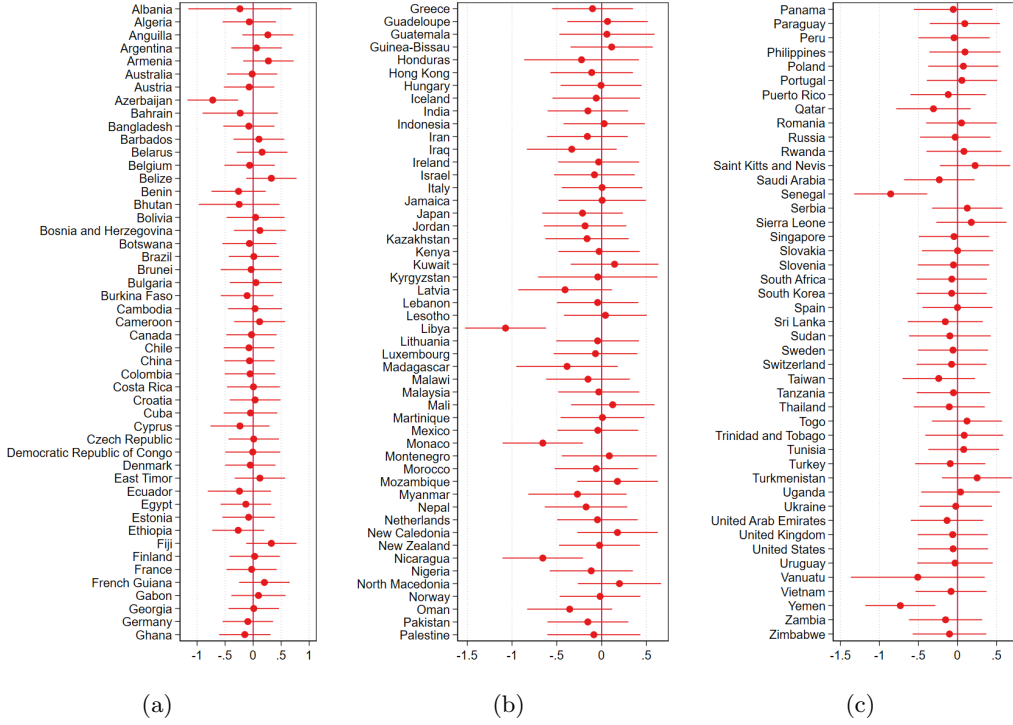 Albania
Algeria
Anguilla
Argentina
Armenia
Australia
Austria
Azerbaijan
Bahrain
Bangladesh
Barbados
Belarus
Belgium
Belize
Benin
Bhutan
Bolivia
Bosnia and Herzegovina
Botswana
Brazil
Brunei
Bulgaria
Burkina Faso
Cambodia
Cameroon
Canada
Chile
China
Colombia
Costa Rica
Croatia
Cuba
Cyprus
Czech Republic
Democratic Republic of Congo
Denmark
East Timor
Ecuador
Egypt
Estonia
Ethiopia
Fiji
Finland
France
French Guiana
Gabon
Georgia
Germany
Ghana
-1 -.5 0 .5 1
(a)
Greece
Guadeloupe
Guatemala
Guinea-Bissau
Honduras
Hong Kong
Hungary
Iceland
India
Indonesia
Iran
Iraq
Ireland
Israel
Italy
Jamaica
Japan
Jordan
Kazakhstan
Kenya
Kuwait
Kyrgyzstan
Latvia
Lebanon
Lesotho
Libya
Lithuania
Luxembourg
Madagascar
Malawi
Malaysia
Mali
Martinique
Mexico
Monaco
Montenegro
Morocco
Mozambique
Myanmar
Nepal
Netherlands
New Caledonia
New Zealand
Nicaragua
Nigeria
North Macedonia
Norway
Oman
Pakistan
Palestine
-1.5 -1 -.5 0 .5
(b)
Panama
Paraguay
Peru
Philippines
Poland
Portugal
Puerto Rico
Qatar
Romania
Russia
Rwanda
Saint Kitts and Nevis
Saudi Arabia
Senegal
Serbia
Sierra Leone
Singapore
Slovakia
Slovenia
South Africa
South Korea
Spain
Sri Lanka
Sudan
Sweden
Switzerland
Taiwan
Tanzania
Thailand
Togo
Trinidad and Tobago
Tunisia
Turkey
Turkmenistan
Uganda
Ukraine
United Arab Emirates
United Kingdom
United States
Uruguay
Vanuatu
Vietnam
Yemen
Zambia
Zimbabwe
-1.5 -1 -.5 0 .5
(c)